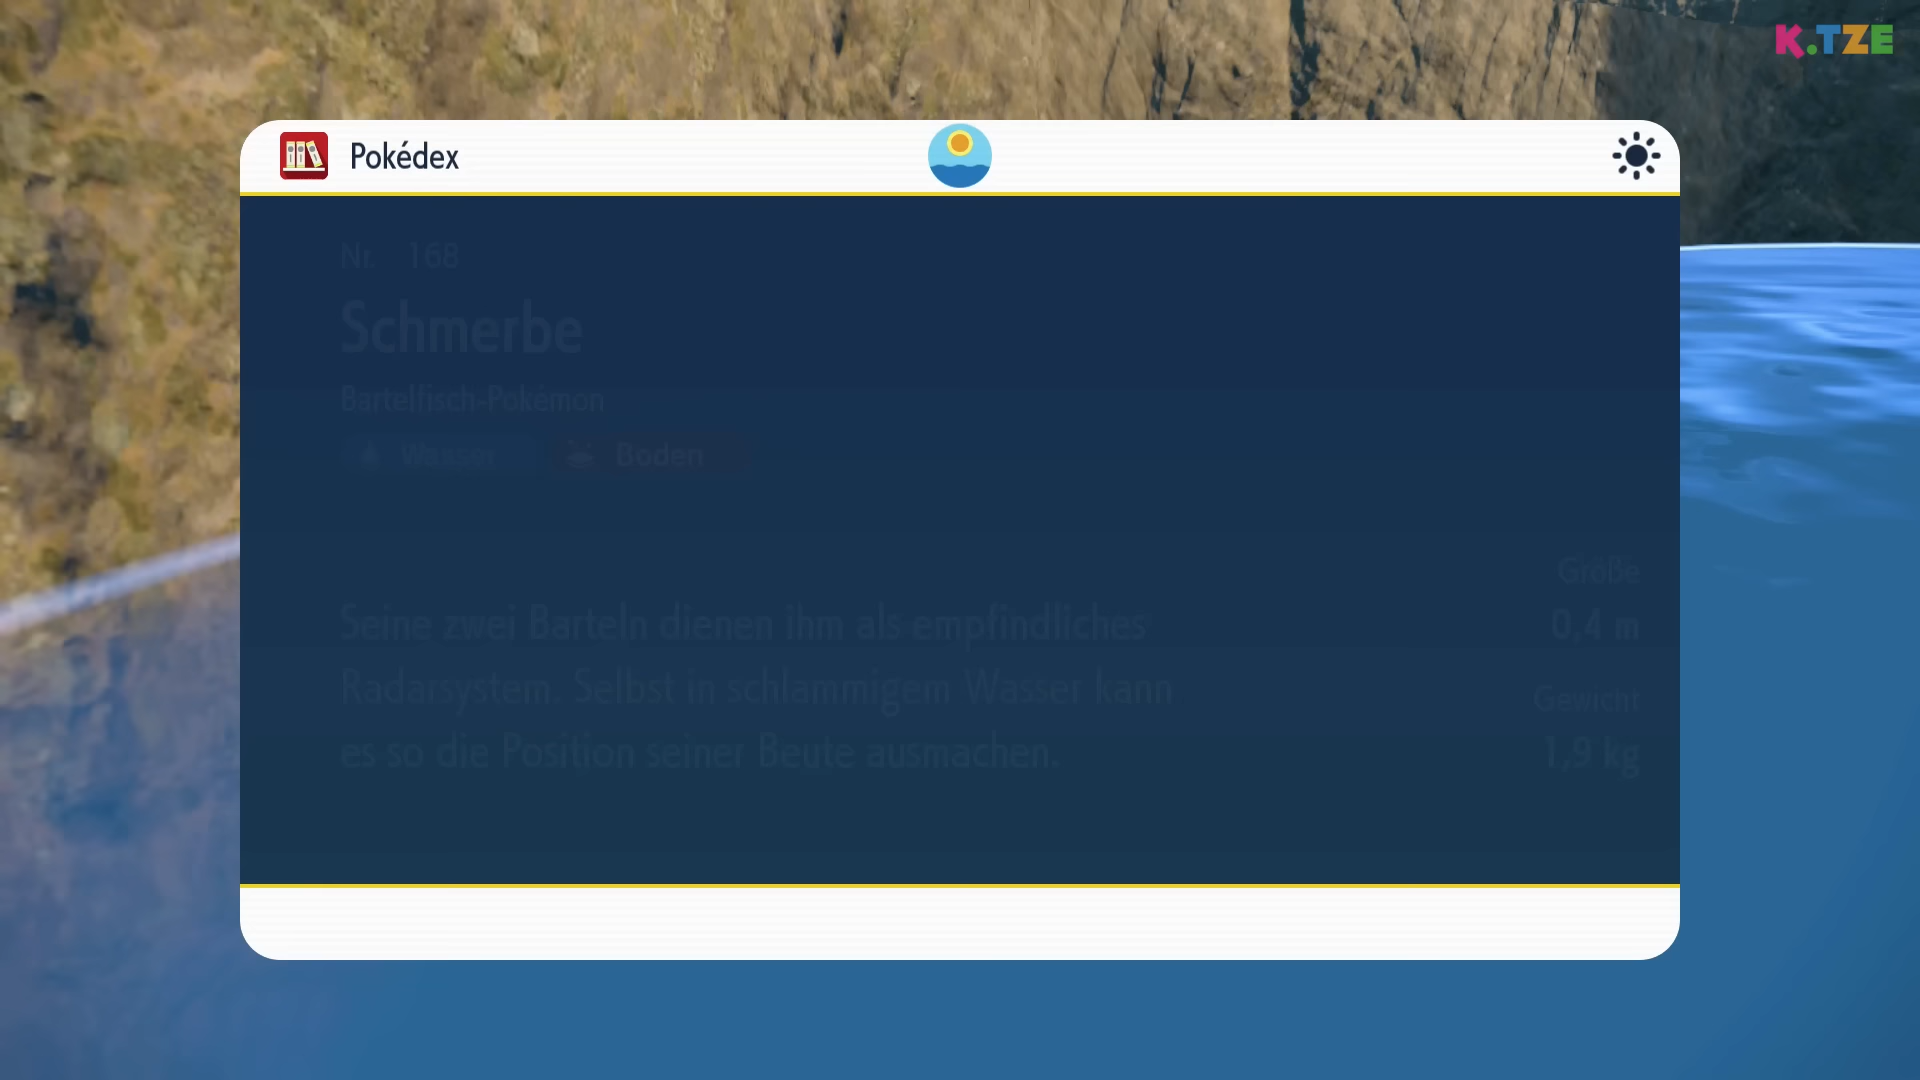 K.TZE
Pokédex
Nr. 168
Schmerbe
Bartelfisch-Pokémon
Wasser Boden
Größe
Seine zwei Barteln dienen ihm als empfindliches
0,4 m
Radarsystem. Selbst in schlammigem Wasser kann
Gewicht
es so die Position seiner Beute ausmachen.
1,9 kg